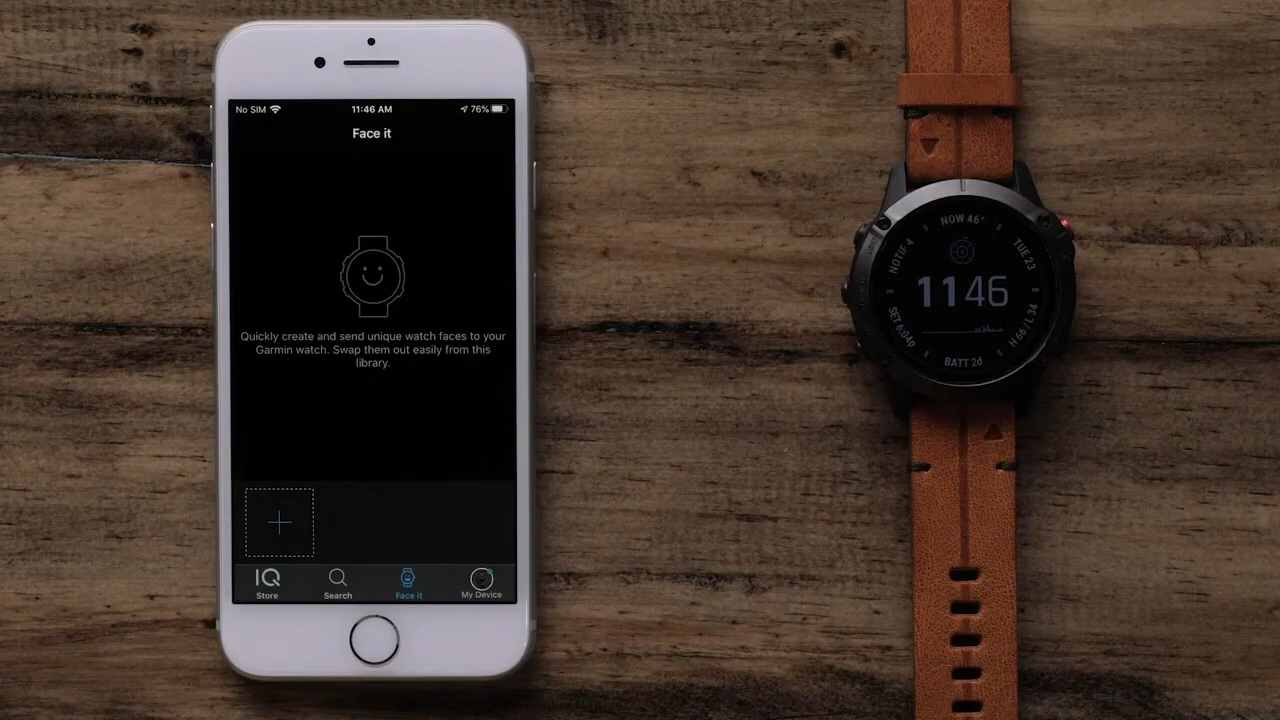 No SIM 11:46 AM 76%
Face it
Quickly create and send unique watch faces to your
Garmin watch. Swap them out easily from this
library.
IQ
Store Search Face it My Device
NOW 46°
NOTIF 4
TUE 23
1146
SET 6:04p
H 66 / L 34
BATT 2d